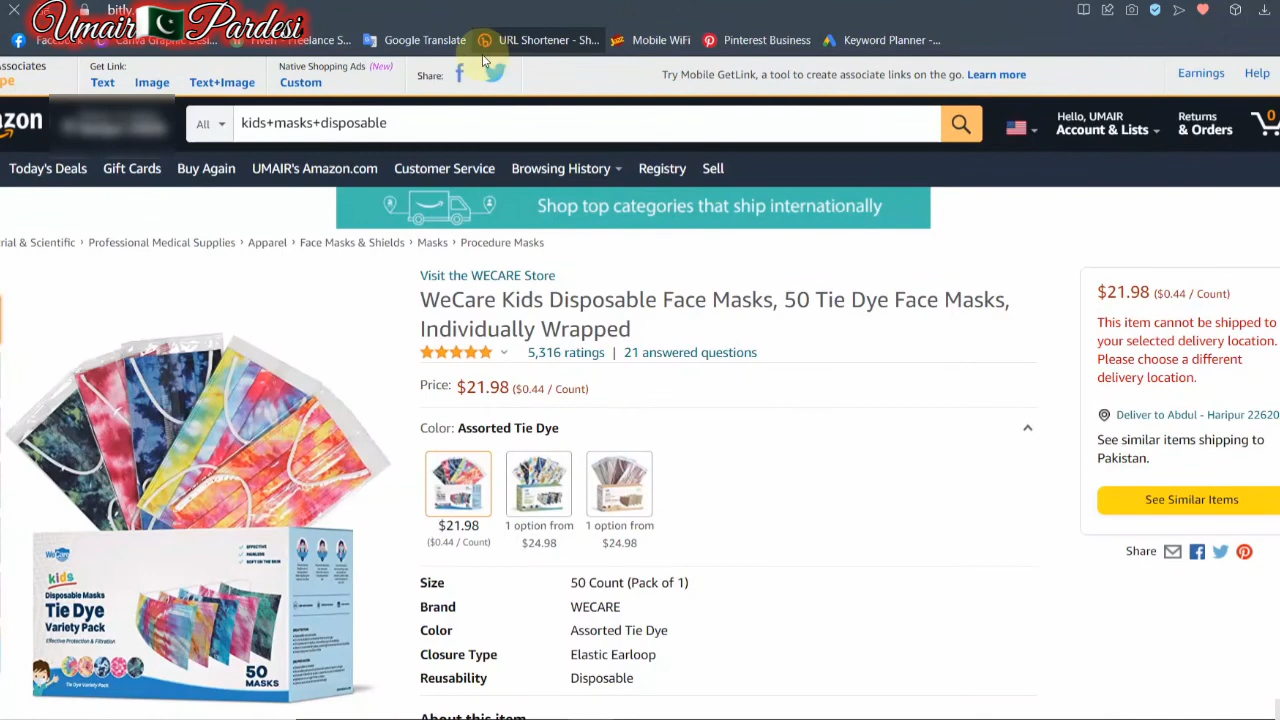 bitly.
Umair Pardesi
Facebook
Canva Graphic Desi...
Fiverr - Freelance S...
Google Translate
URL Shortener - Sh...
Mobile WiFi
Pinterest Business
Keyword Planner -...
ssociates
pe
Get Link:
Text Image Text+Image
Native Shopping Ads (New)
Custom
Share:
Try Mobile GetLink, a tool to create associate links on the go. Learn more
Earnings Help
zon
All
kids+masks+disposable
Hello, UMAIR
Account & Lists
Returns
& Orders
0
Today's Deals Gift Cards Buy Again UMAIR's Amazon.com Customer Service Browsing History Registry Sell
Shop top categories that ship internationally
rial & Scientific › Professional Medical Supplies › Apparel › Face Masks & Shields › Masks › Procedure Masks
Visit the WECARE Store
WeCare Kids Disposable Face Masks, 50 Tie Dye Face Masks,
Individually Wrapped
5,316 ratings | 21 answered questions
Price: $21.98 ($0.44 / Count)
Color: Assorted Tie Dye
$21.98
($0.44 / Count)
1 option from
$24.98
1 option from
$24.98
Size 50 Count (Pack of 1)
Brand WECARE
Color Assorted Tie Dye
Closure Type Elastic Earloop
Reusability Disposable
About this item
$21.98 ($0.44 / Count)
This item cannot be shipped to
your selected delivery location.
Please choose a different
delivery location.
Deliver to Abdul - Haripur 22620
See similar items shipping to
Pakistan.
See Similar Items
Share
WeCare
kids
Disposable Masks
Tie Dye
Variety Pack
Effective Protection & Filtration
Tie Dye Variety Pack
50
MASKS